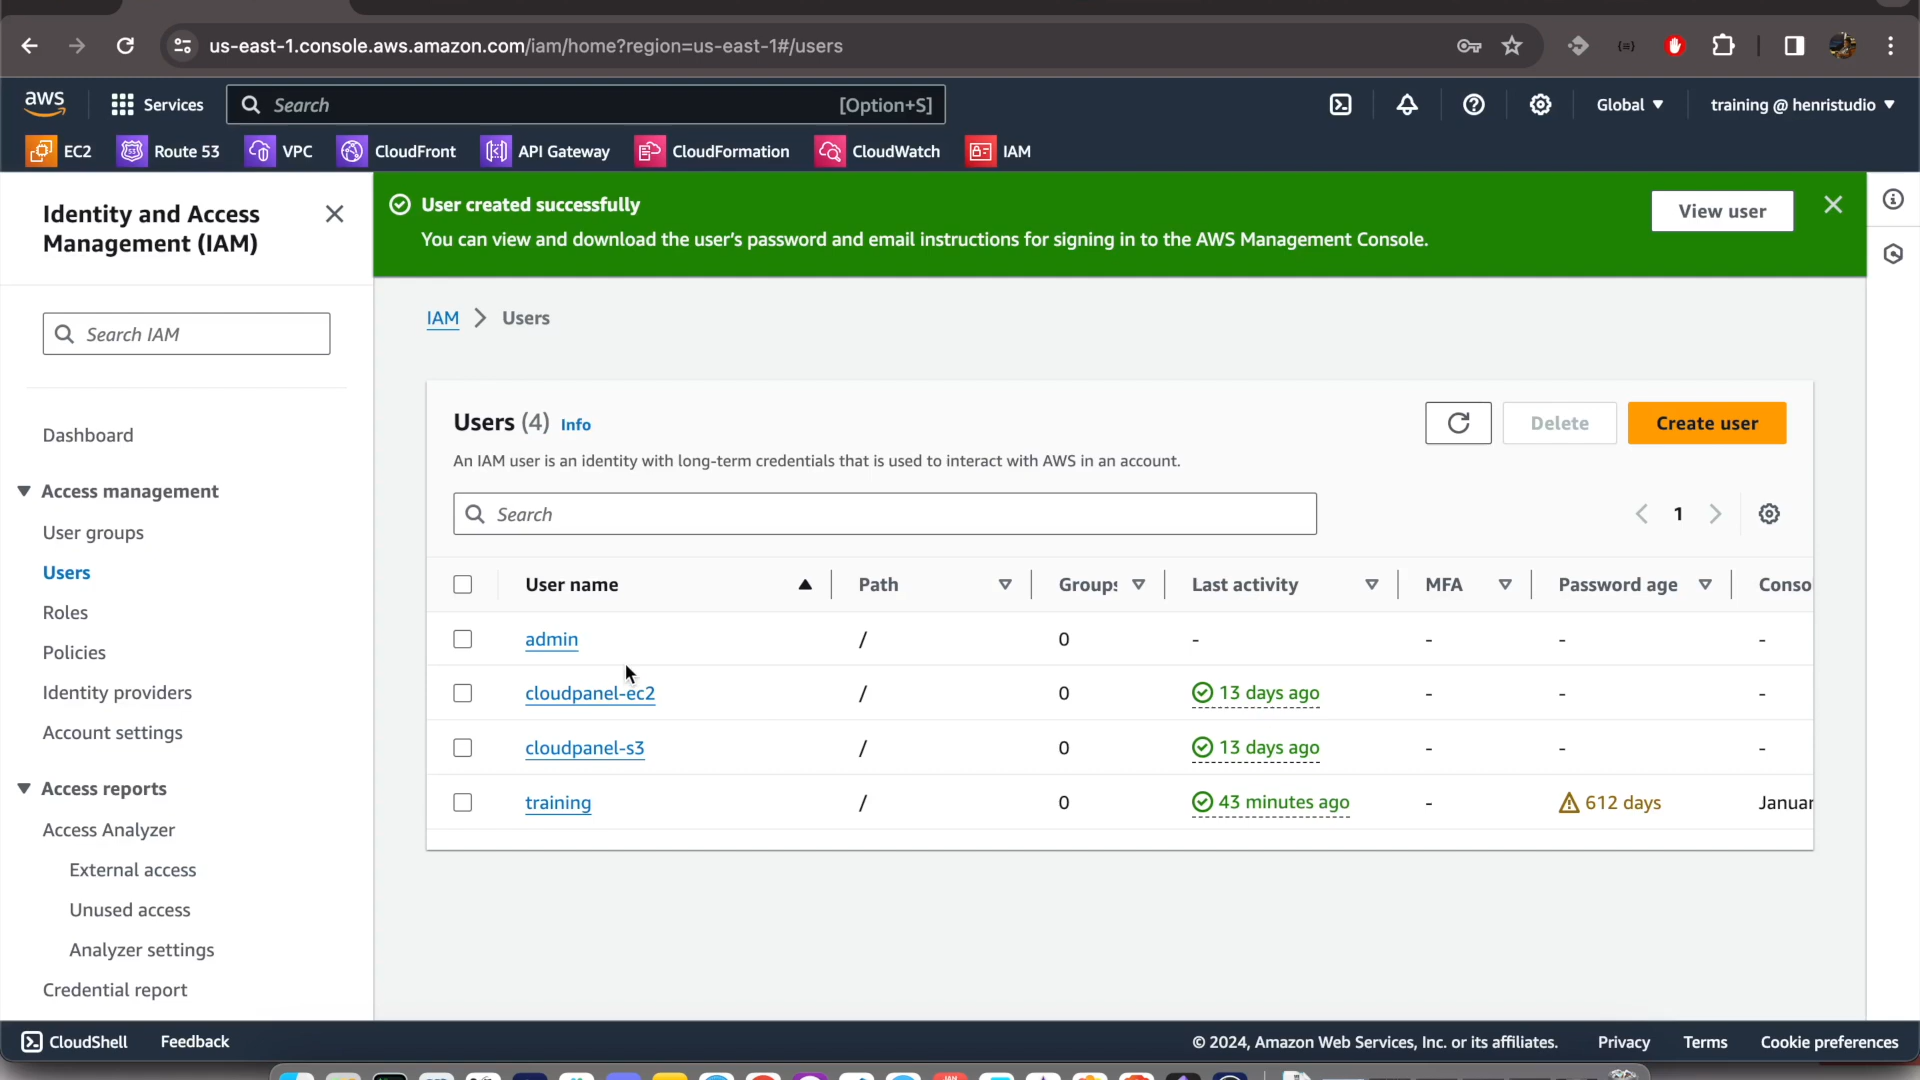 us-east-1.console.aws.amazon.com/iam/home?region=us-east-1#/users
aws
Services
Search
[Option+S]
Global
training @ henristudio
EC2
Route 53
VPC
CloudFront
API Gateway
CloudFormation
CloudWatch
IAM
Identity and Access
Management (IAM)
Search IAM
Dashboard
Access management
User groups
Users
Roles
Policies
Identity providers
Account settings
Access reports
Access Analyzer
External access
Unused access
Analyzer settings
Credential report
User created successfully
You can view and download the user's password and email instructions for signing in to the AWS Management Console.
View user
IAM > Users
Users (4) Info
Delete
Create user
An IAM user is an identity with long-term credentials that is used to interact with AWS in an account.
Search
1
User name Path Groups Last activity MFA Password age Conso
admin / 0 - - - -
cloudpanel-ec2 / 0 13 days ago - - -
cloudpanel-s3 / 0 13 days ago - - -
training / 0 43 minutes ago - 612 days Januar
CloudShell Feedback © 2024, Amazon Web Services, Inc. or its affiliates. Privacy Terms Cookie preferences